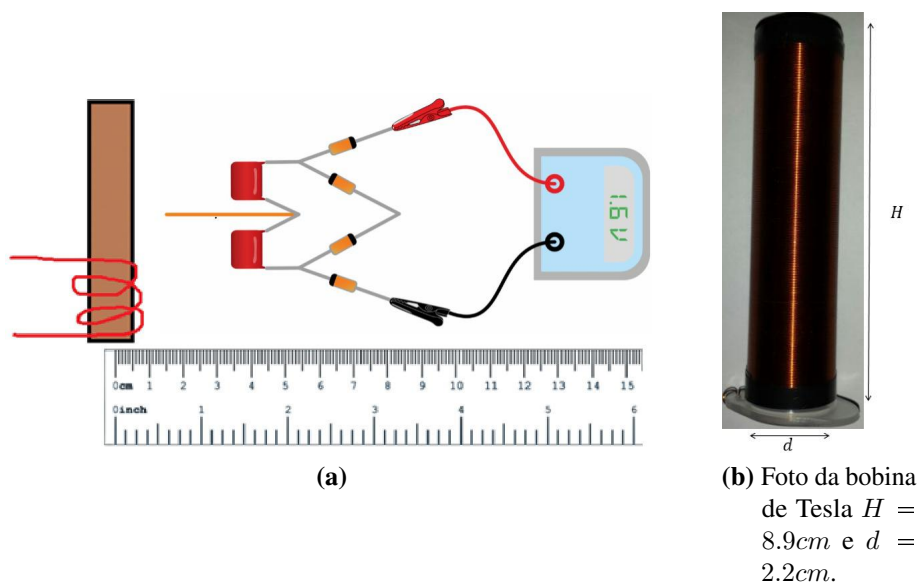 1.6V
0cm 1 2 3 4 5 6 7 8 9 10 11 12 13 14 15
0inch 1 2 3 4 5 6
(a)
H
d
(b) Foto da bobina
de Tesla H =
8.9cm e d =
2.2cm.